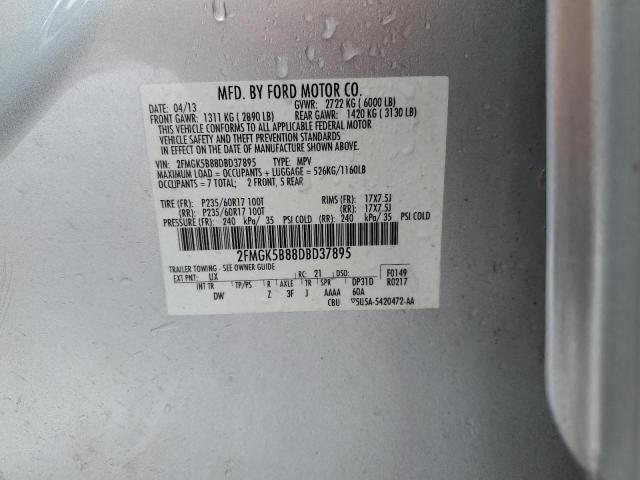 MFD. BY FORD MOTOR CO.
DATE: 04/13 GVWR: 2722 KG ( 6000 LB)
FRONT GAWR: 1311 KG ( 2890 LB) REAR GAWR: 1420 KG ( 3130 LB)
THIS VEHICLE CONFORMS TO ALL APPLICABLE FEDERAL MOTOR
VEHICLE SAFETY AND THEFT PREVENTION STANDARDS
IN EFFECT ON THE DATE OF MANUFACTURE SHOWN ABOVE.
VIN: 2FMGK5B88DBD37895 TYPE: MPV
MAXIMUM LOAD = OCCUPANTS + LUGGAGE = 526KG/1160LB
OCCUPANTS = 7 TOTAL; 2 FRONT, 5 REAR
TIRE (FR): P235/60R17 100T RIMS (FR): 17X7.5J
(RR): P235/60R17 100T (RR): 17X7.5J
PRESSURE (FR): 240 kPa/ 35 PSI COLD (RR): 240 kPa/35 PSI COLD
2FMGK5B88DBD37895
TRAILER TOWING - SEE OWNER GUIDE
EXT PNT: UX RC: 21 DSO: F0149
INT TR TP/PS R AXLE TR SPR DP31D R0217
DW Z 3F J AAAA 60A
CBU 5U5A-5420472-AA